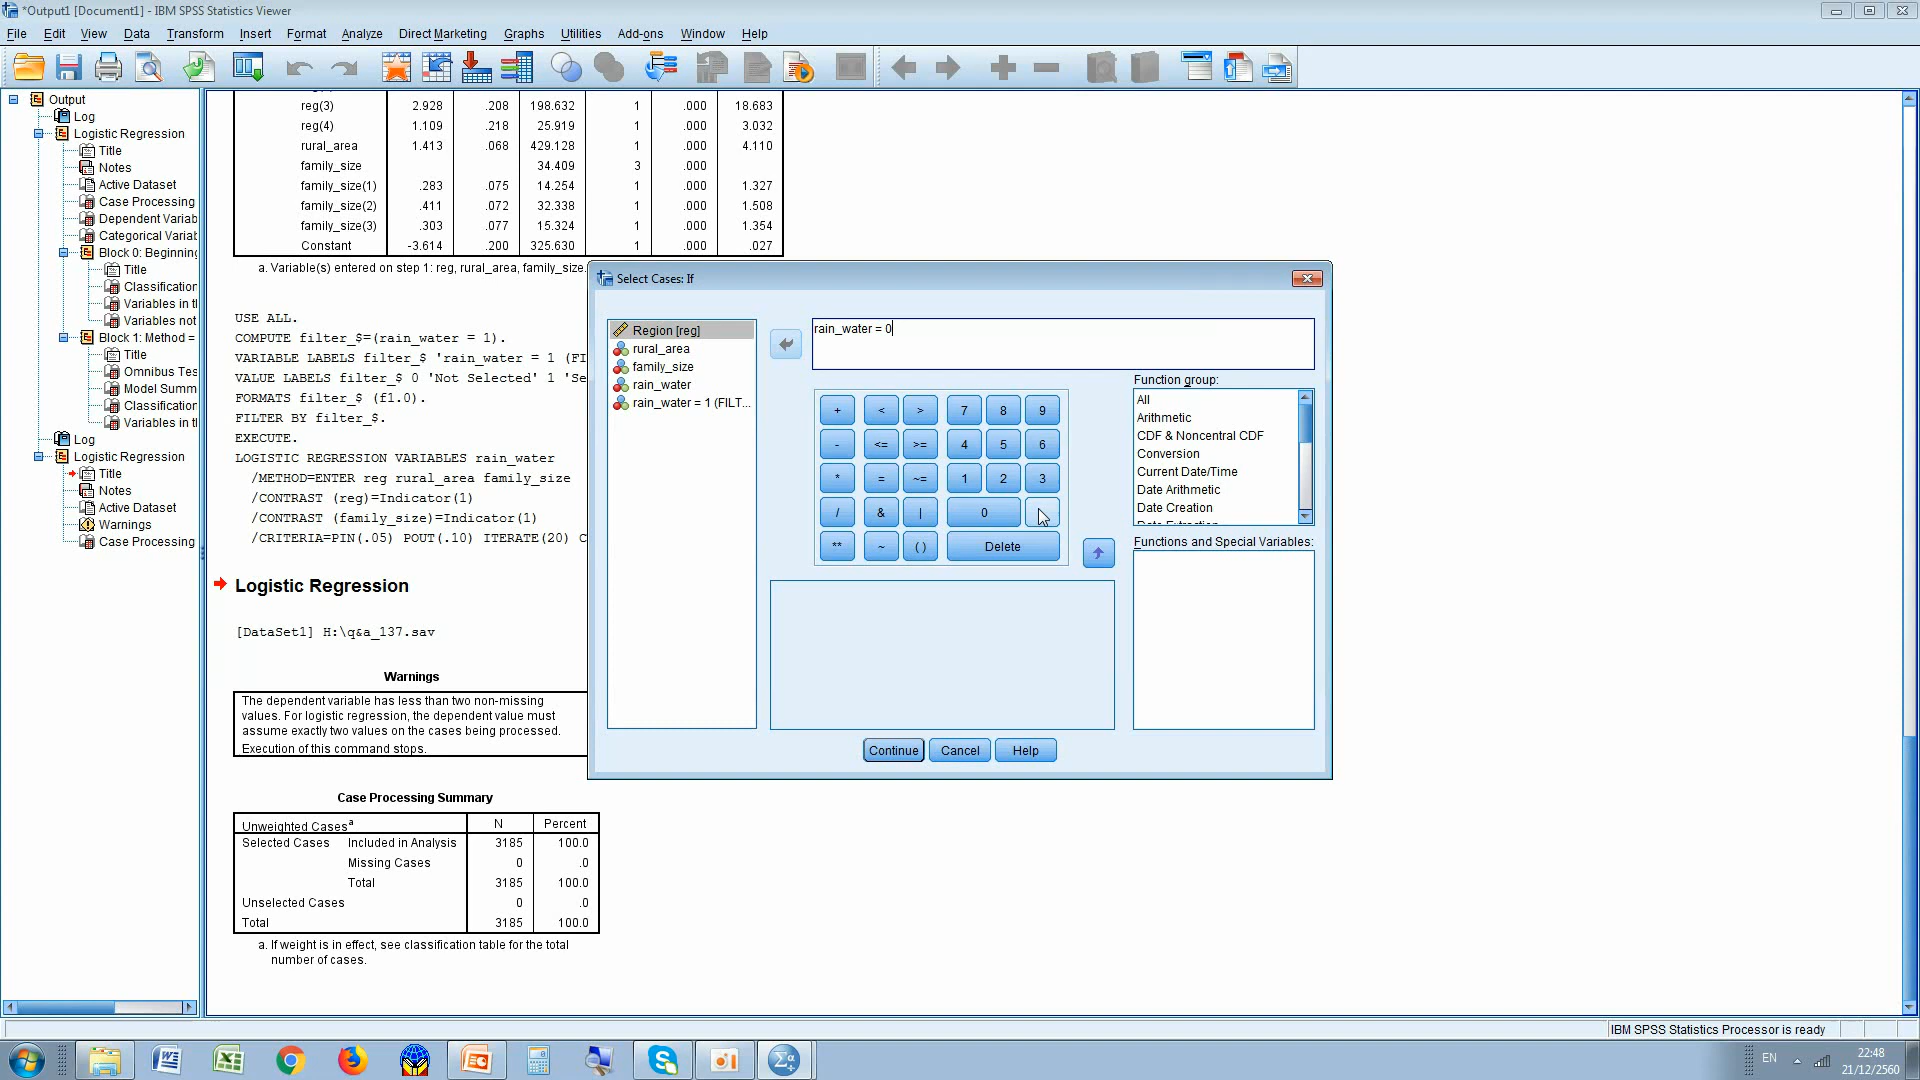 *Output1 [Document1] - IBM SPSS Statistics Viewer
File Edit View Data Transform Insert Format Analyze Direct Marketing Graphs Utilities Add-ons Window Help
Output
Log
Logistic Regression
Title
Notes
Active Dataset
Case Processing
Dependent Variab
Categorical Variab
Block 0: Beginning
Title
Classification
Variables in t
Variables not
Block 1: Method =
Title
Omnibus Tes
Model Summ
Classification
Variables in t
Log
Logistic Regression
Title
Notes
Active Dataset
Warnings
Case Processing
reg(3) 2.928 .208 198.632 1 .000 18.683
reg(4) 1.109 .218 25.919 1 .000 3.032
rural_area 1.413 .068 429.128 1 .000 4.110
family_size 34.409 3 .000
family_size(1) .283 .075 14.254 1 .000 1.327
family_size(2) .411 .072 32.338 1 .000 1.508
family_size(3) .303 .077 15.324 1 .000 1.354
Constant -3.614 .200 325.630 1 .000 .027
a. Variable(s) entered on step 1: reg, rural_area, family_size.
USE ALL.
COMPUTE filter_$=(rain_water = 1).
VARIABLE LABELS filter_$ 'rain_water = 1 (FI
VALUE LABELS filter_$ 0 'Not Selected' 1 'Se
FORMATS filter_$ (f1.0).
FILTER BY filter_$.
EXECUTE.
LOGISTIC REGRESSION VARIABLES rain_water
/METHOD=ENTER reg rural_area family_size
/CONTRAST (reg)=Indicator(1)
/CONTRAST (family_size)=Indicator(1)
/CRITERIA=PIN(.05) POUT(.10) ITERATE(20) C
Logistic Regression
[DataSet1] H:\q&a_137.sav
Warnings
The dependent variable has less than two non-missing
values. For logistic regression, the dependent value must
assume exactly two values on the cases being processed.
Execution of this command stops.
Case Processing Summary
Unweighted Cases a N Percent
Selected Cases Included in Analysis 3185 100.0
Missing Cases 0 .0
Total 3185 100.0
Unselected Cases 0 .0
Total 3185 100.0
a. If weight is in effect, see classification table for the total
number of cases.
Select Cases: If
Region [reg]
rural_area
family_size
rain_water
rain_water = 1 (FILT...
rain_water = 0
+ < > 7 8 9
- <= >= 4 5 6
* = ~= 1 2 3
/ & | 0
** ~ ( ) Delete
Function group:
All
Arithmetic
CDF & Noncentral CDF
Conversion
Current Date/Time
Date Arithmetic
Date Creation
Date Extraction
Functions and Special Variables:
Continue Cancel Help
IBM SPSS Statistics Processor is ready
EN
22:48
21/12/2560